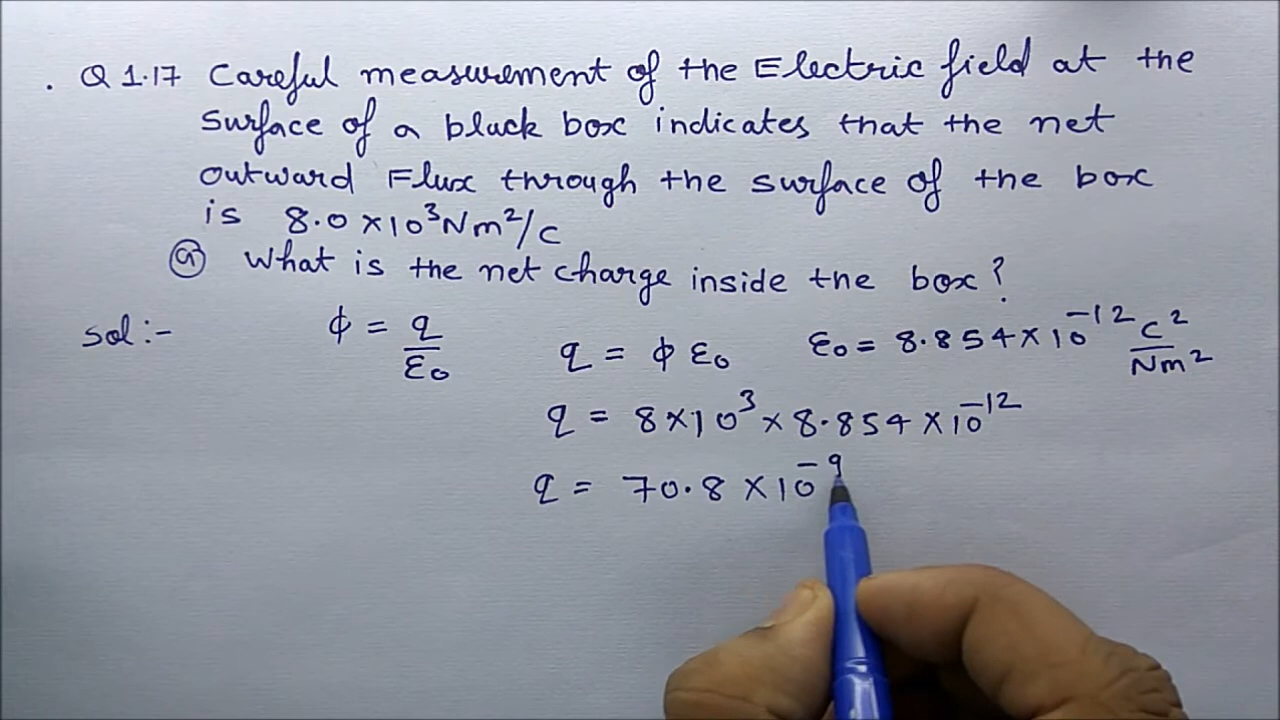 . Q 1.17 Careful measurement of the Electric field at the
surface of a black box indicates that the net
outward Flux through the surface of the box
is 8.0 × 10³ Nm²/C
(a) What is the net charge inside the box?
Sol:- ϕ = q/ε₀
q = ϕ ε₀ ε₀ = 8.854 × 10⁻¹² C²/Nm²
q = 8 × 10³ × 8.854 × 10⁻¹²
q = 70.8 × 10⁻⁹